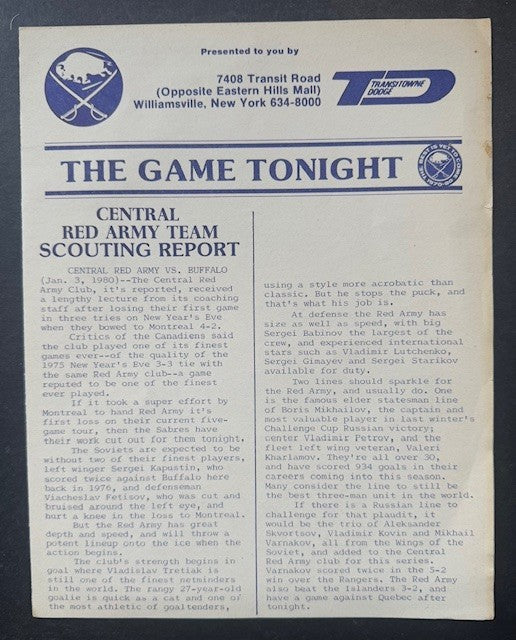 Presented to you by
7408 Transit Road
(Opposite Eastern Hills Mall)
Williamsville, New York 634-8000
TRANSITOWNE
DODGE
THE GAME TONIGHT
CENTRAL
RED ARMY TEAM
SCOUTING REPORT
CENTRAL RED ARMY VS. BUFFALO
(Jan. 3, 1980)--The Central Red
Army Club, it's reported, received
a lengthy lecture from its coaching
staff after losing their first game
in three tries on New Year's Eve
when they bowed to Montreal 4-2.
Critics of the Canadiens said
the club played one of its finest
games ever--of the quality of the
1975 New Year's Eve 3-3 tie with
the same Red Army club--a game
reputed to be one of the finest
ever played.
If it took a super effort by
Montreal to hand Red Army it's
first loss on their current five-
game tour, then the Sabres have
their work cut out for them tonight.
The Soviets are expected to be
without two of their finest players,
left winger Sergei Kapustin, who
scored twice against Buffalo here
back in 1976, and defenseman
Viacheslav Fetisov, who was cut and
bruised around the left eye, and
hurt a knee in the loss to Montreal.
But the Red Army has great
depth and speed, and will throw a
potent lineup onto the ice when the
action begins.
The club's strength begins in
goal where Vladislav Tretiak is
still one of the finest netminders
in the world. The rangy 27-year-old
goalie is quick as a cat and one of
the most athletic of goaltenders,
using a style more acrobatic than
classic. But he stops the puck, and
that's what his job is.
At defense the Red Army has
size as well as speed, with big
Sergei Babinov the largest of the
crew, and experienced international
stars such as Vladimir Lutchenko,
Sergei Gimayev and Sergei Starikov
available for duty.
Two lines should sparkle for
the Red Army, and usually do. One
is the famous elder statesman line
of Boris Mikhailov, the captain and
most valuable player in last winter's
Challenge Cup Russian victory;
center Vladimir Petrov, and the
fleet left wing veteran, Valeri
Kharlamov. They're all over 30,
and have scored 934 goals in their
careers coming into this season.
Many consider the line to still be
the best three-man unit in the world.
If there is a Russian line to
challenge for that plaudit, it
would be the trio of Aleksander
Skvortsov, Vladimir Kovin and Mikhail
Varnakov, all from the Wings of the
Soviet, and added to the Central
Red Army club for this series.
Varnakov scored twice in the 5-2
win over the Rangers. The Red Army
also beat the Islanders 3-2, and
have a game against Quebec after
tonight.